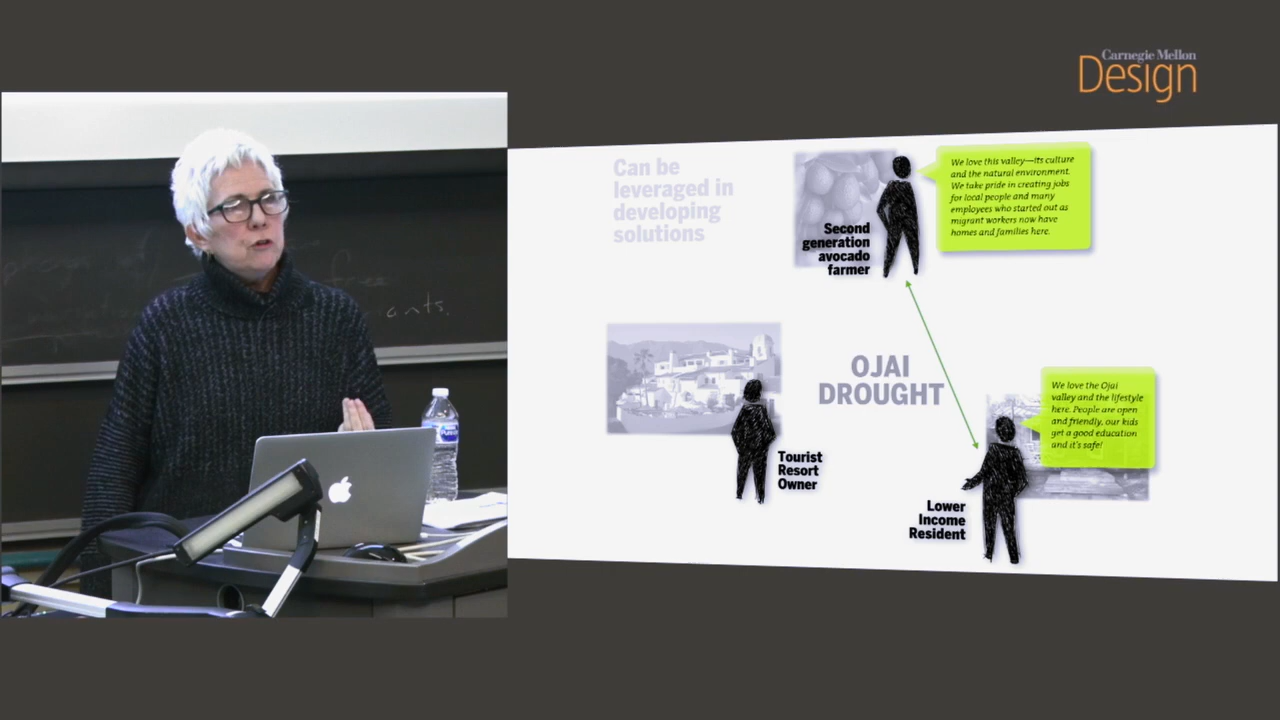 Carnegie Mellon
Design
Can be
leveraged in
developing
solutions
Second
generation
avocado
farmer
We love this valley—its culture
and the natural environment.
We take pride in creating jobs
for local people and many
employees who started out as
migrant workers now have
homes and families here.
OJAI
DROUGHT
Tourist
Resort
Owner
We love the Ojai
valley and the lifestyle
here. People are open
and friendly, our kids
get a good education
and it's safe!
Lower
Income
Resident
free